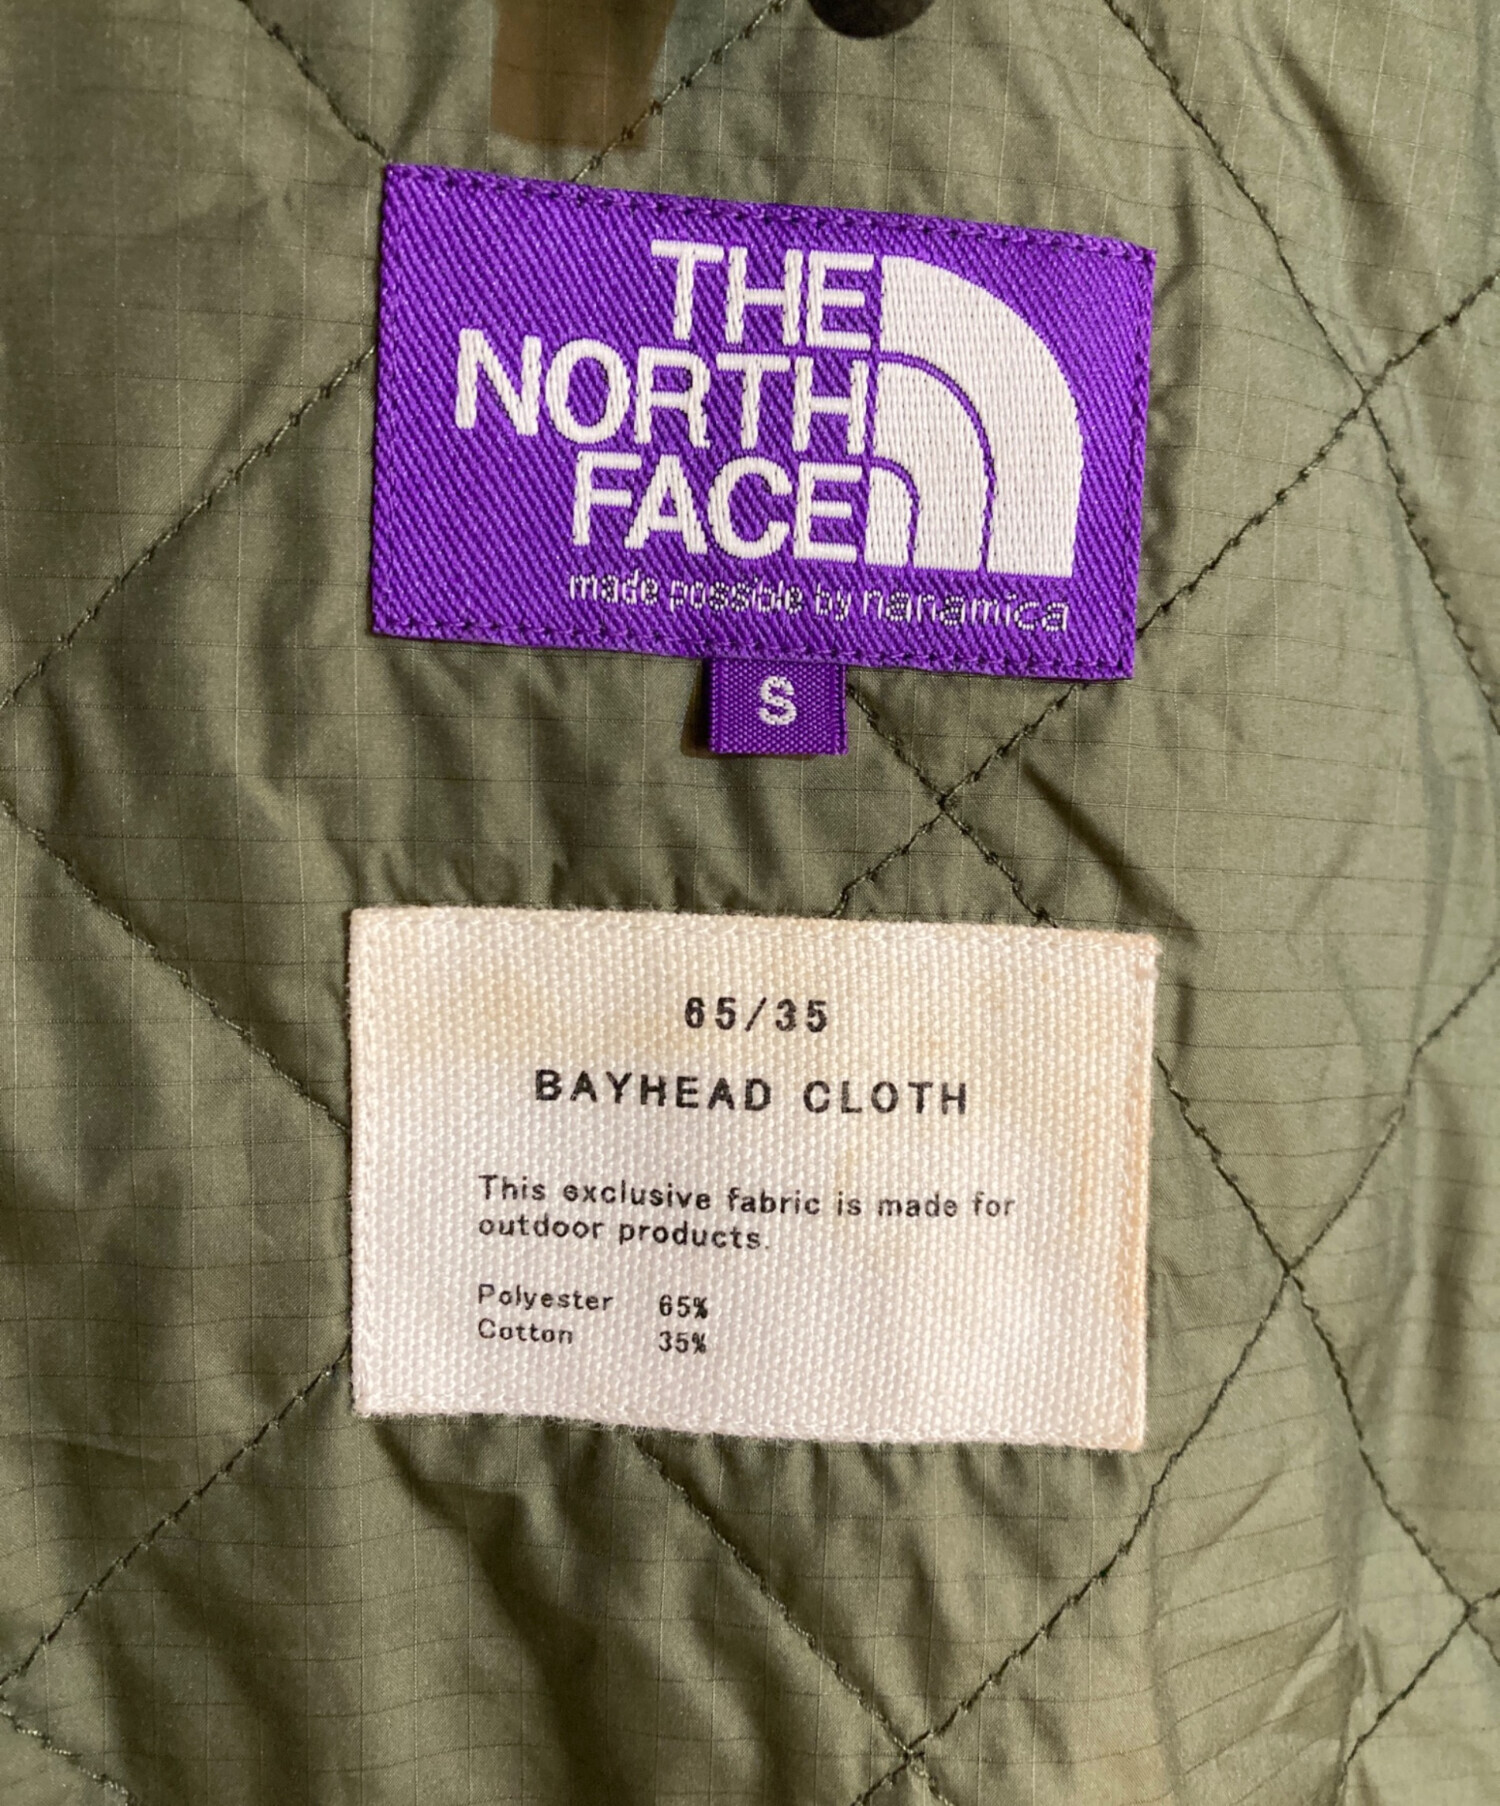 THE
NORTH
FACE
made possible by nanamica
S
65/35
BAYHEAD CLOTH
This exclusive fabric is made for
outdoor products.
Polyester 65%
Cotton 35%